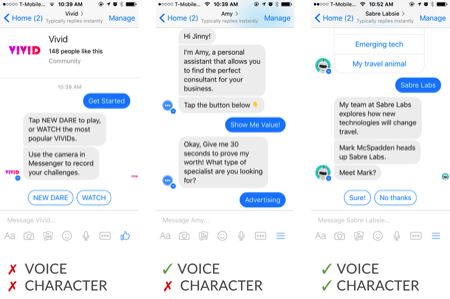 T-Mobile... 10:39 AM
Home (2) Vivid Manage
Typically replies instantly
VIVID
Vivid
148 people like this
Community
10:39 AM
Get Started
Tap NEW DARE to play,
or WATCH the most
popular VIVIDs.
Use the camera in
Messenger to record
your challenges.
VIVID
NEW DARE WATCH
Message Vivid...
Aa
✗ VOICE
✗ CHARACTER
T-Mobile... 10:39 AM
Home (2) Amy Manage
Typically replies instantly
Hi Jinny!
I'm Amy, a personal
assistant that allows you
to find the perfect
consultant for your
business.
Tap the button below 👇
Show Me Value!
Okay, Give me 30
seconds to prove my
worth! What type of
specialist are you looking
for?
Advertising
Message Amy...
Aa
✓ VOICE
✗ CHARACTER
T-Mobile... 10:52 AM
Home (2) Sabre Labsie Manage
Typically replies instantly
Emerging tech
My travel animal
Sabre Labs
My team at Sabre Labs
explores how new
technologies will change
travel.
Mark McSpadden heads
up Sabre Labs.
Meet Mark?
Sure! No thanks
Message Sabre Labsie...
Aa
✓ VOICE
✓ CHARACTER